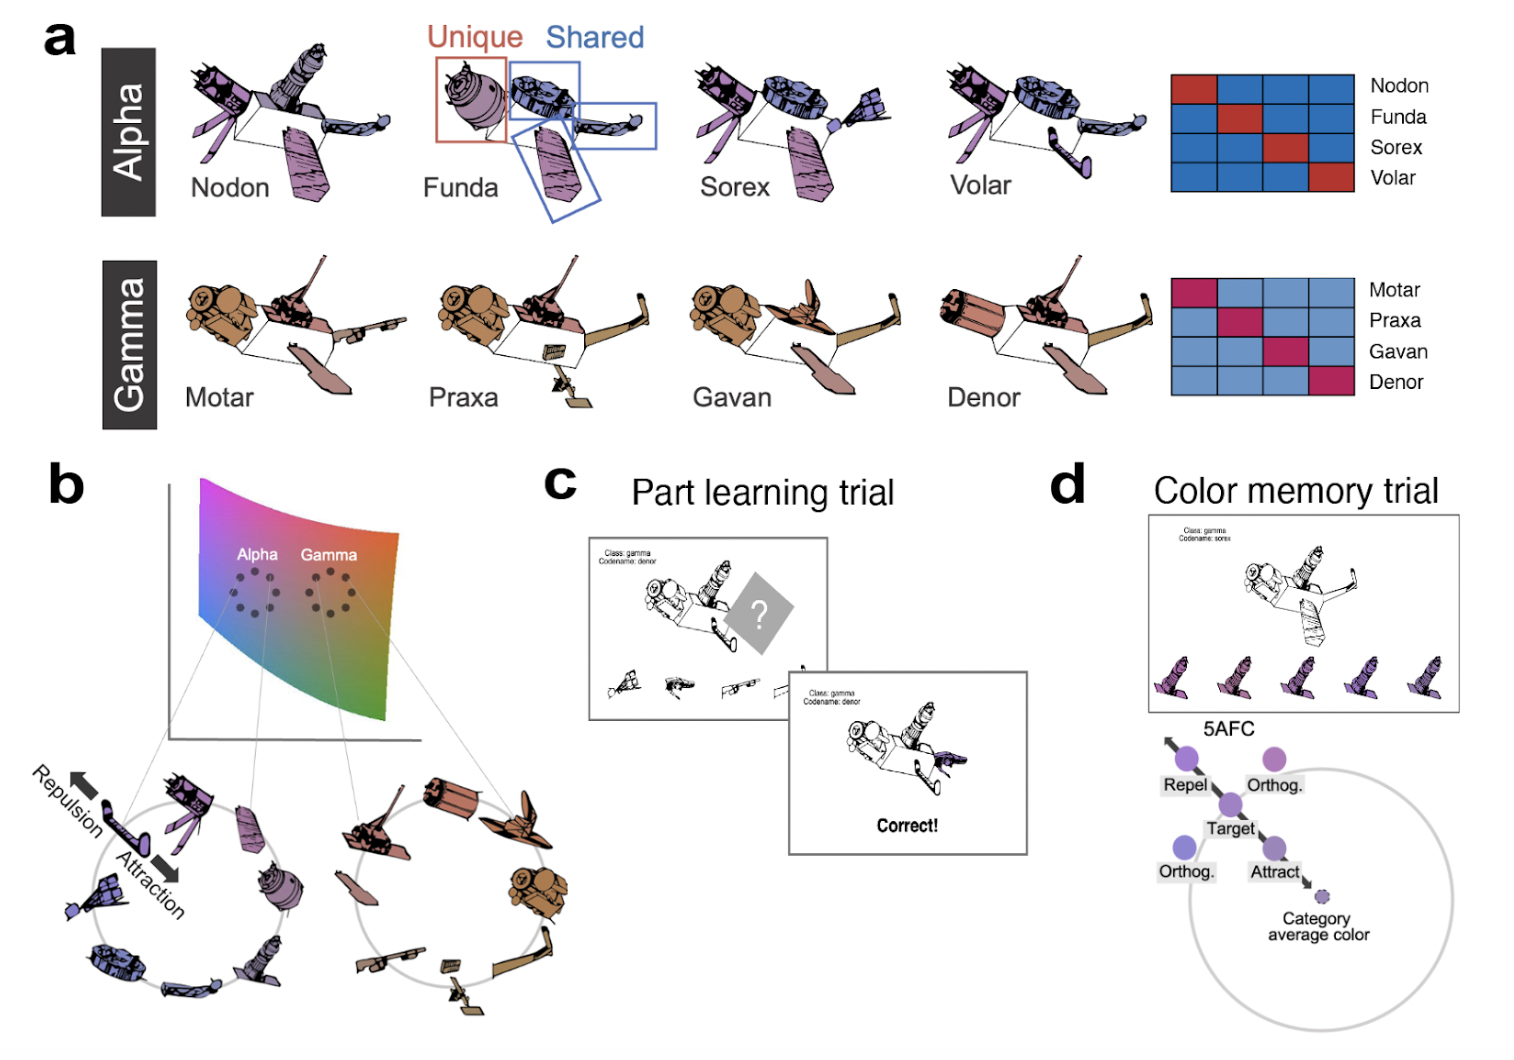 a
Alpha
Unique Shared
Nodon
Funda
Sorex
Volar
Nodon
Funda
Sorex
Volar
Gamma
Motar
Praxa
Gavan
Denor
Motar
Praxa
Gavan
Denor
b
Alpha Gamma
Repulsion
Attraction
c
Part learning trial
Class: gamma
Codename: denor
?
Class: gamma
Codename: denor
Correct!
d
Color memory trial
Class: gamma
Codename: sorex
5AFC
Repel
Orthog.
Target
Orthog.
Attract
Category
average color